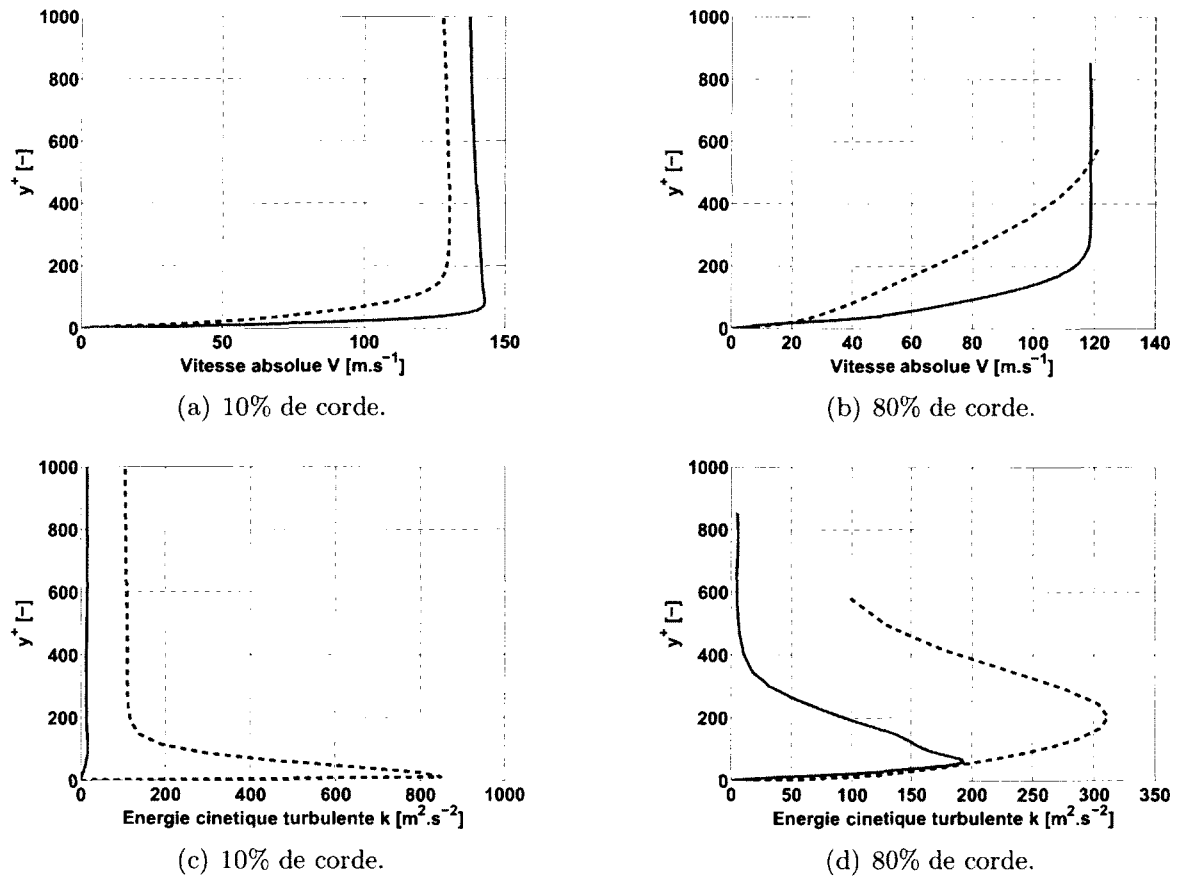 1000
800
600
400
200
0
y+ [−]
0 50 100 150
Vitesse absolue V [m.s−1]
(a) 10% de corde.
1000
800
600
400
200
0
y+ [−]
0 20 40 60 80 100 120 140
Vitesse absolue V [m.s−1]
(b) 80% de corde.
1000
800
600
400
200
0
y+ [−]
0 200 400 600 800 1000
Energie cinetique turbulente k [m2.s−2]
(c) 10% de corde.
1000
800
600
400
200
0
y+ [−]
0 50 100 150 200 250 300 350
Energie cinetique turbulente k [m2.s−2]
(d) 80% de corde.